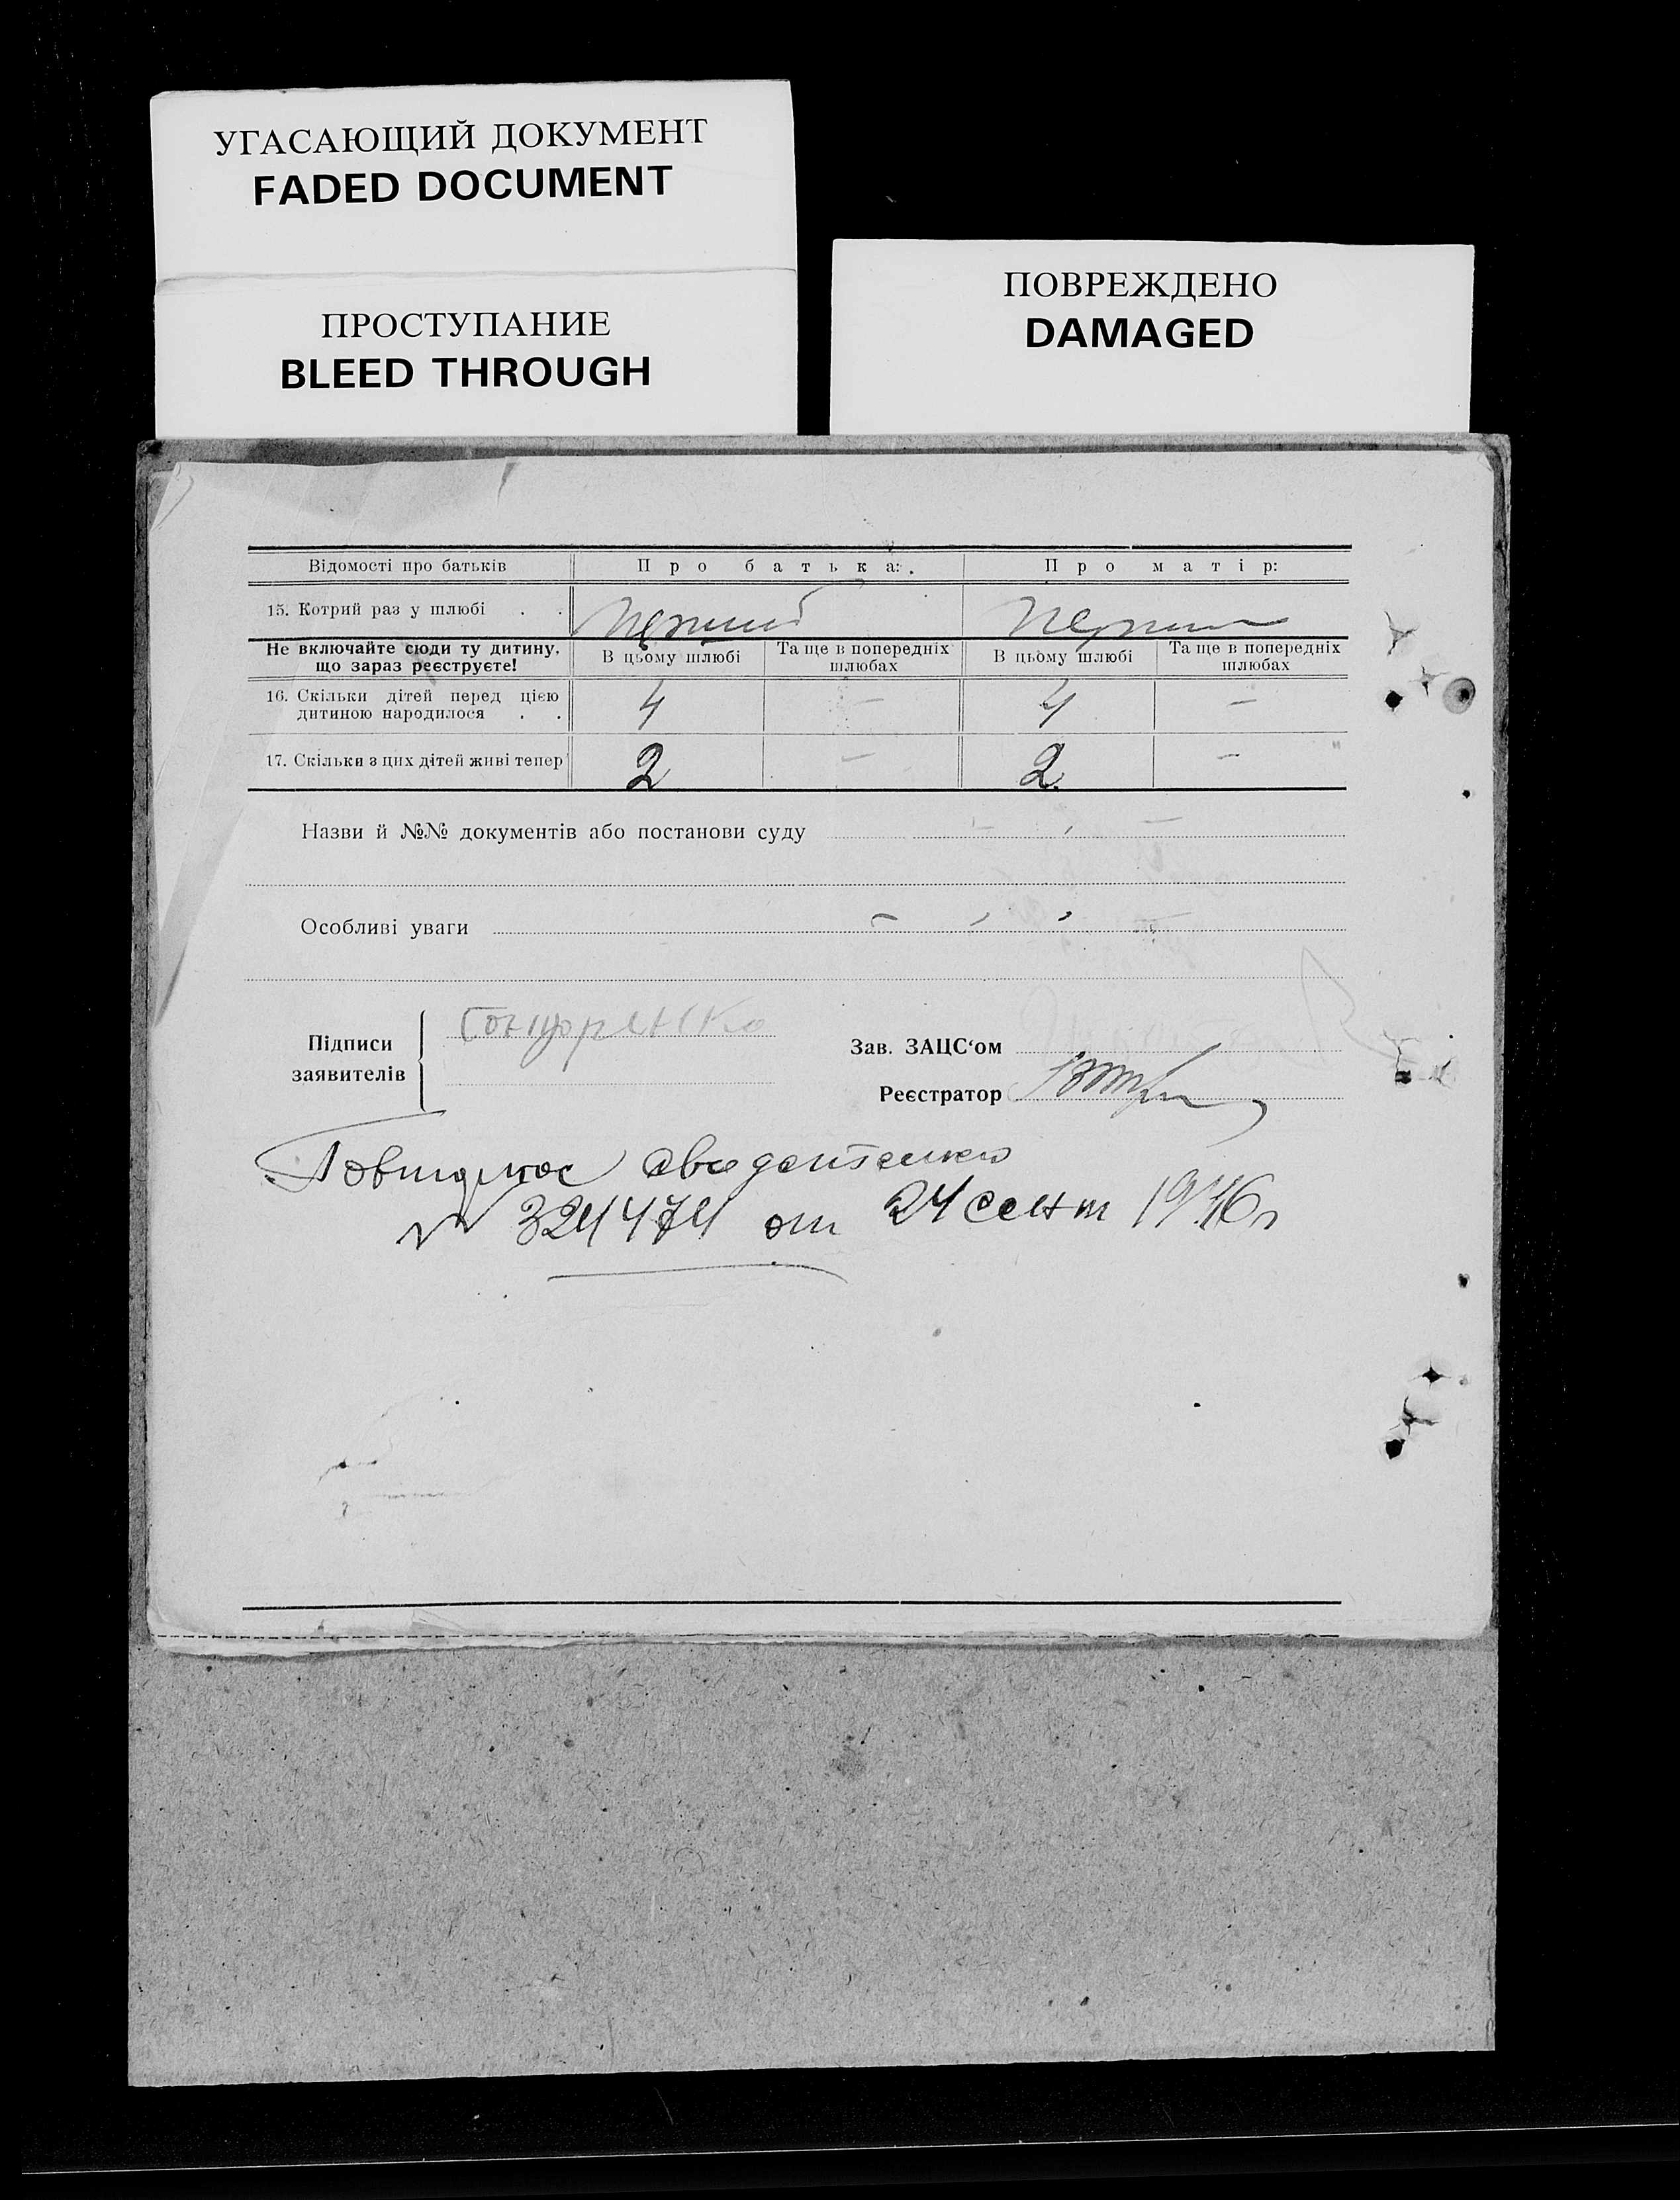 УГАСАЮЩИЙ ДОКУМЕНТ
FADED DOCUMENT
ПРОСТУПАНИЕ
BLEED THROUGH
ПОВРЕЖДЕНО
DAMAGED
Відомості про батьків Про батька: Про матір:
15. Котрий раз у шлюбі . . перший перший
Не включайте сюди ту дитину, що зараз реєструєте! В цьому шлюбі Та ще в попередніх шлюбах В цьому шлюбі Та ще в попередніх шлюбах
16. Скільки дітей перед цією
дитиною народилося . . 4 — 4 —
17. Скільки з цих дітей живі тепер 2 — 2 —
Назви й №№ документів або постанови суду
Особливі уваги
Підписи
заявителів
Гончаренко
Зав. ЗАЦС‘ом
Реєстратор
№ 324474 от 24 сент 1946г